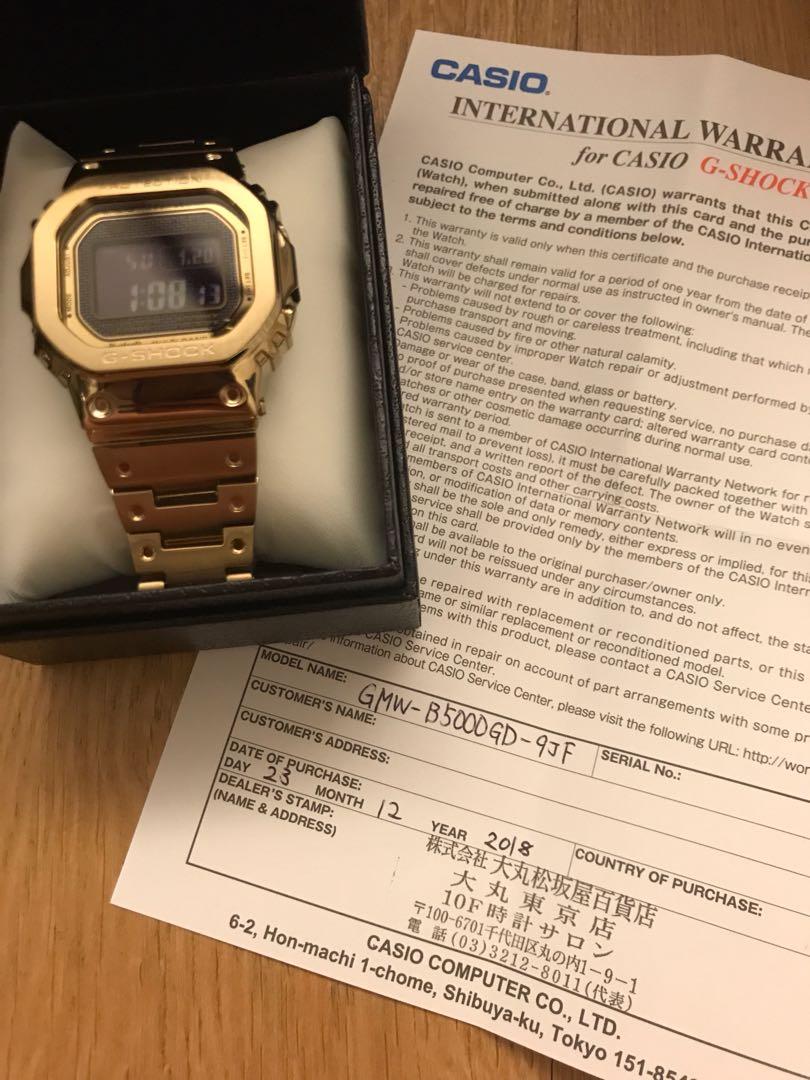 PROTECTION
1:08 13
G-SHOCK
CASIO
INTERNATIONAL WARRA
for CASIO G-SHOCK
CASIO Computer Co., Ltd. (CASIO) warrants that this C
(Watch), when submitted along with this card and the pu
repaired free of charge by a member of the CASIO Internatio
subject to the terms and conditions below.
1. This warranty is valid only when this certificate and the purchase receip
the Watch.
2. This warranty shall remain valid for a period of one year from the date of
shall cover defects under normal use as instructed in owner's manual. The
Watch will be charged for repairs.
This warranty will not extend to or cover the following:
- Problems caused by rough or careless treatment, including that which
purchase transport and moving.
- Problems caused by fire or other natural calamity.
Problems caused by improper Watch repair or adjustment performed by
CASIO service center.
amage or wear of the case, band, glass or battery.
o proof of purchase presented when requesting service, no purchase d
d/or store name entry on the warranty card; altered warranty card cont
atches or other cosmetic damage occurring during normal use.
red warranty period.
tch is sent to a member of CASIO International Warranty Network for r
stered mail to prevent loss), it must be carefully packed together with
receipt, and a written report of the defect. The owner of the Watch s
d all transport costs and other carrying costs.
members of CASIO International Warranty Network will in no even
on, or modification of data or memory contents.
shall be the sole and only remedy, either express or implied, for thi
service shall be provided only by the members of the CASIO Inter
on this card.
hall be available to the original purchaser/owner only.
rd will not be reissued under any circumstances.
g under this warranty are in addition to, and do not affect, the sta
e repaired with replacement or reconditioned parts, or this
ame or similar replacement or reconditioned model.
ems with this product, please contact a CASIO Service Cente
CASIO Service Center.
btained in repair on account of part arrangements with some pr
information about CASIO Service Center, please visit the following URL: http://wor
MODEL NAME: GMW-B5000GD-9JF
SERIAL No.:
CUSTOMER'S NAME:
CUSTOMER'S ADDRESS:
DATE OF PURCHASE:
DAY 23 MONTH 12 YEAR 2018
COUNTRY OF PURCHASE:
DEALER'S STAMP:
(NAME & ADDRESS)
株式会社 大丸松坂屋百貨店
大丸東京店
10F時計サロン
〒100-6701千代田区丸の内1-9-1
電話(03)3212-8011(代表)
CASIO COMPUTER CO., LTD.
6-2, Hon-machi 1-chome, Shibuya-ku, Tokyo 151-854